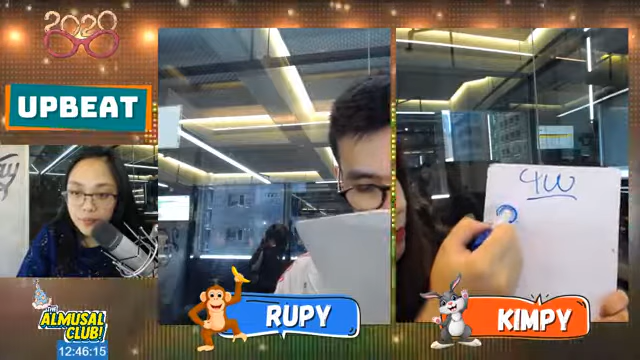 2020
UPBEAT
4W
THE
ALMUSAL
CLUB!
12:46:15
RUPY
KIMPY